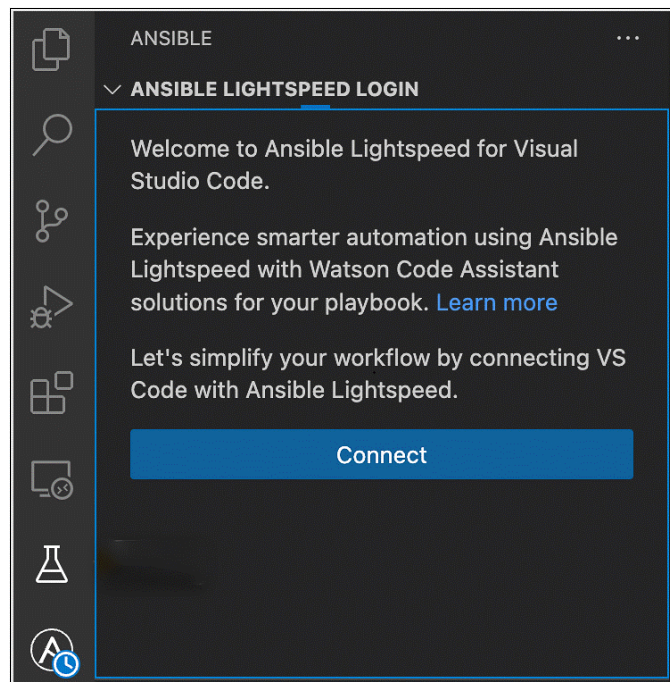 ANSIBLE
ANSIBLE LIGHTSPEED LOGIN
Welcome to Ansible Lightspeed for Visual
Studio Code.
Experience smarter automation using Ansible
Lightspeed with Watson Code Assistant
solutions for your playbook. Learn more
Let's simplify your workflow by connecting VS
Code with Ansible Lightspeed.
Connect